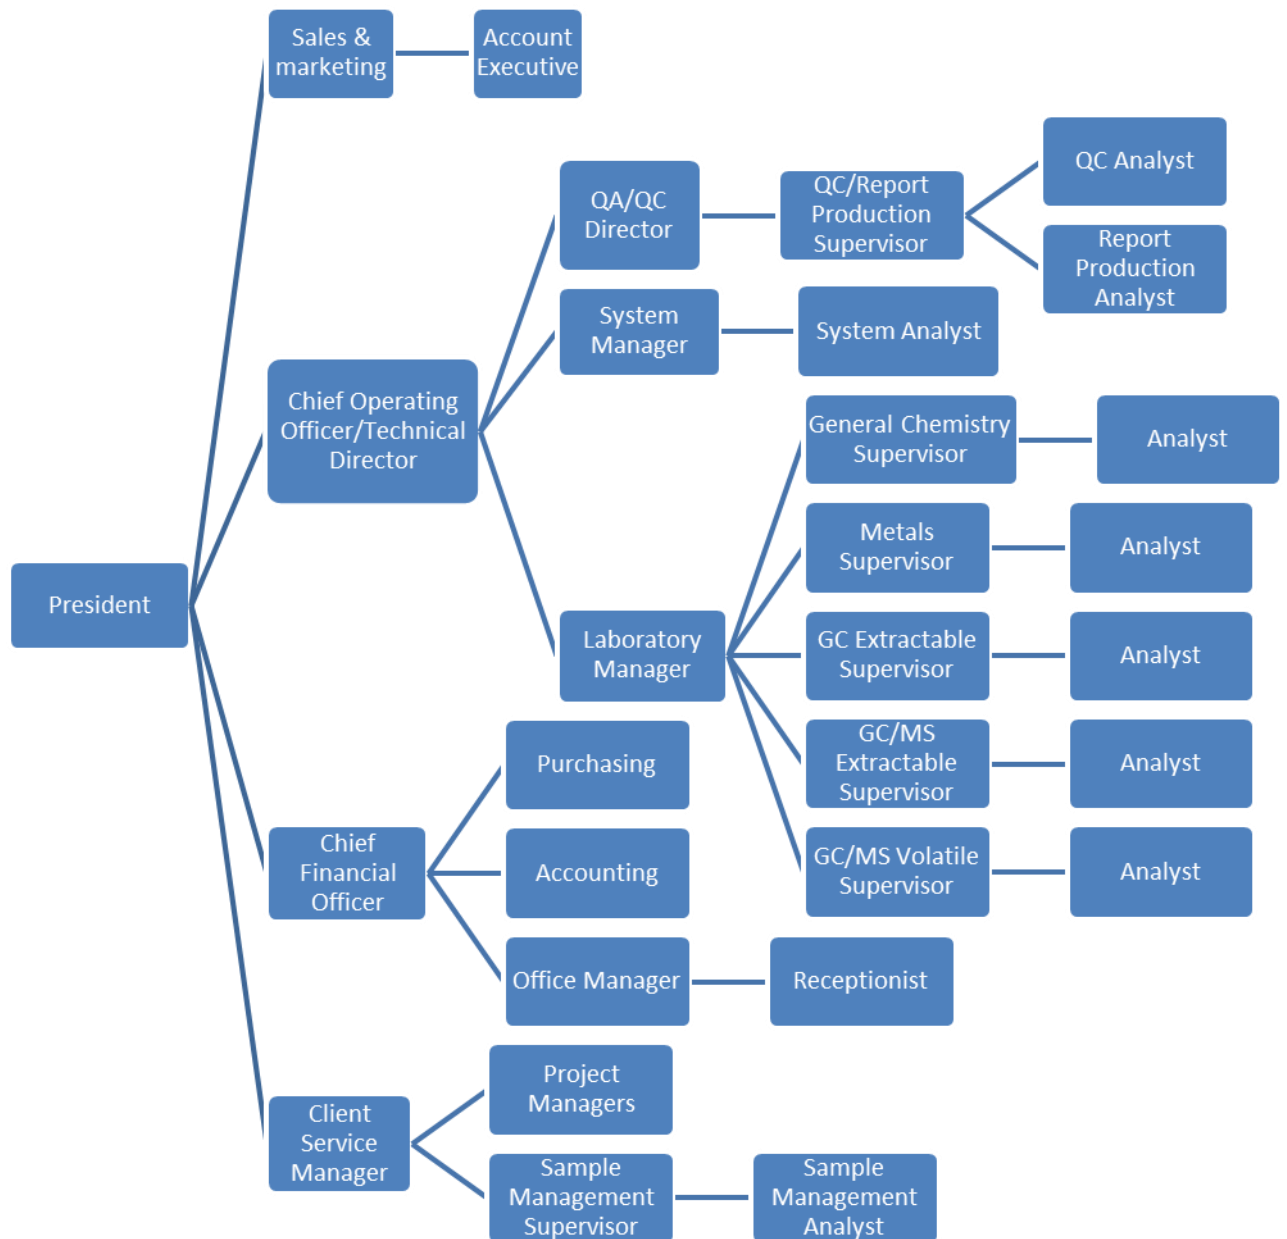 Sales &
marketing
Account
Executive
QA/QC
Director
QC/Report
Production
Supervisor
QC Analyst
Report
Production
Analyst
System
Manager
System Analyst
Chief Operating
Officer/Technical
Director
General Chemistry
Supervisor
Analyst
Metals
Supervisor
Analyst
President
Laboratory
Manager
GC Extractable
Supervisor
Analyst
GC/MS
Extractable
Supervisor
Analyst
GC/MS Volatile
Supervisor
Analyst
Chief
Financial
Officer
Purchasing
Accounting
Office Manager
Receptionist
Client
Service
Manager
Project
Managers
Sample
Management
Supervisor
Sample
Management
Analyst